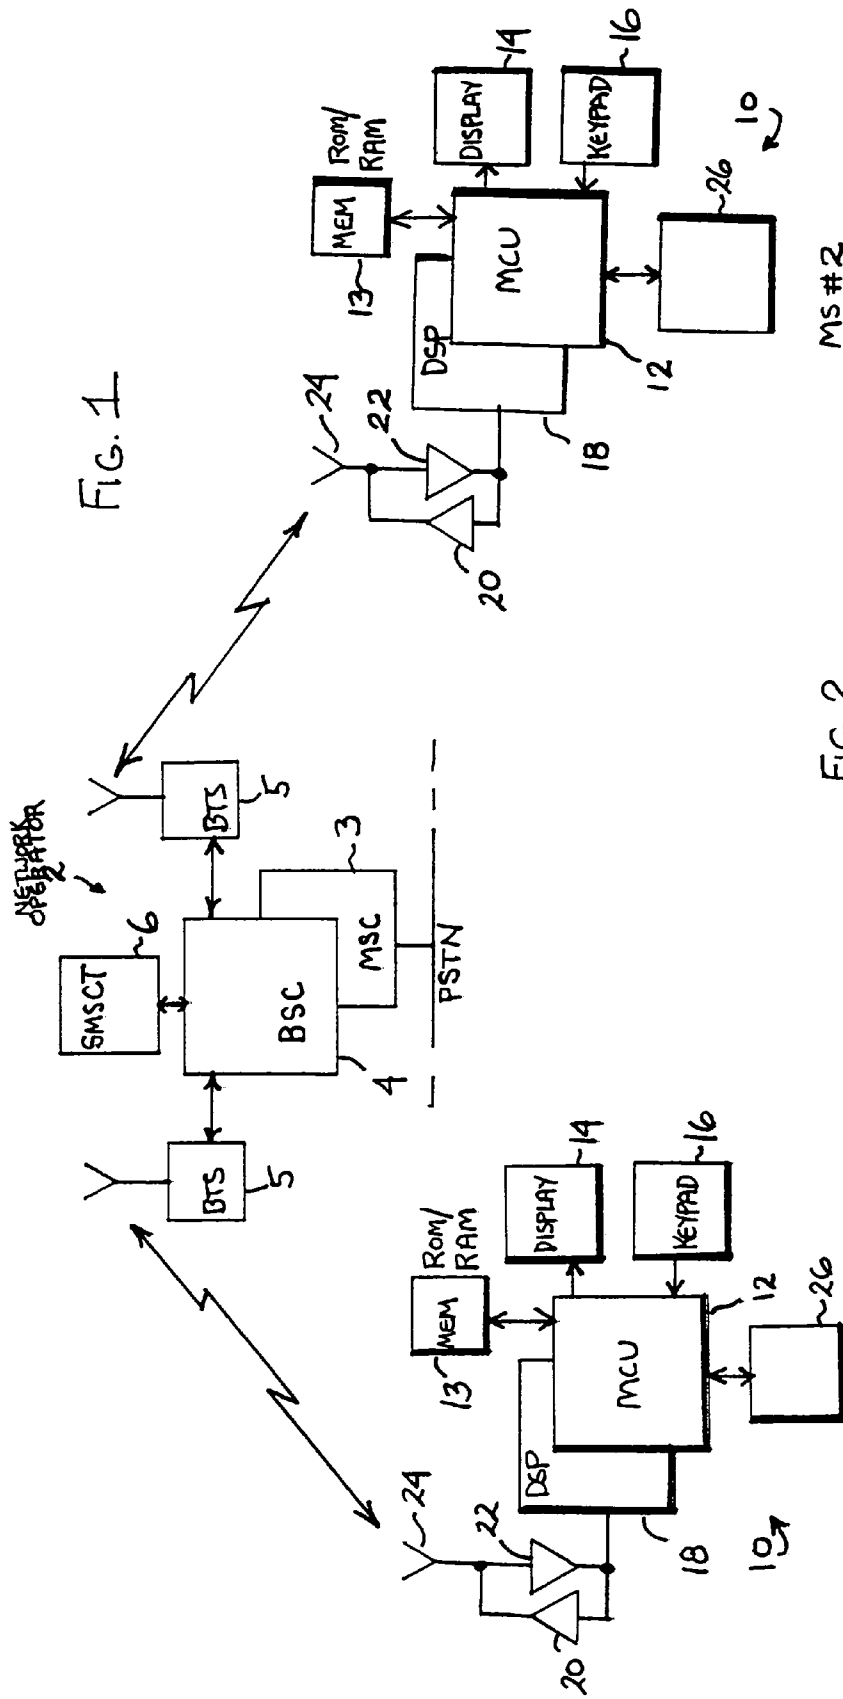 NETWORK
OPERATOR
2
SMSCT
6
FIG. 1
BTS
5
BSC
4
MSC
3
BTS
5
PSTN
24
22
20
DSP
18
MCU
12
MEM
13
ROM/
RAM
DISPLAY
14
KEYPAD
16
26
10
MS #2
24
22
20
DSP
18
MCU
12
MEM
13
ROM/
RAM
DISPLAY
14
KEYPAD
16
26
10
FIG 2